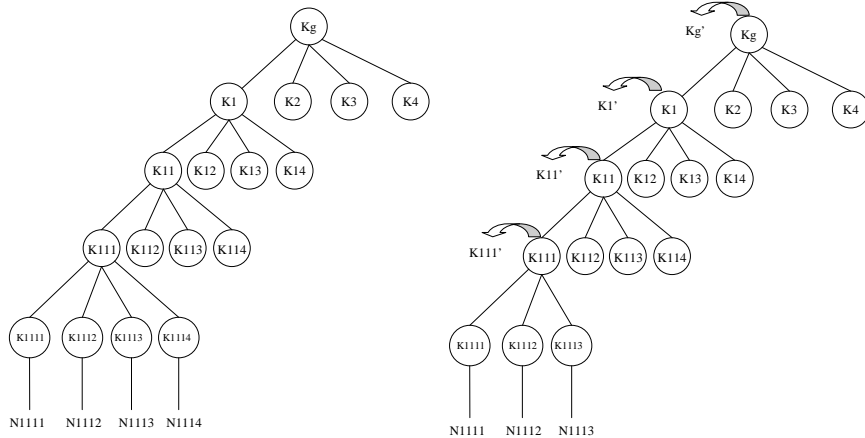 Kg
K1 K2 K3 K4
K11 K12 K13 K14
K111 K112 K113 K114
K1111 K1112 K1113 K1114
N1111 N1112 N1113 N1114
Kg’ Kg
K1’ K1 K2 K3 K4
K11’ K11 K12 K13 K14
K111’ K111 K112 K113 K114
K1111 K1112 K1113
N1111 N1112 N1113